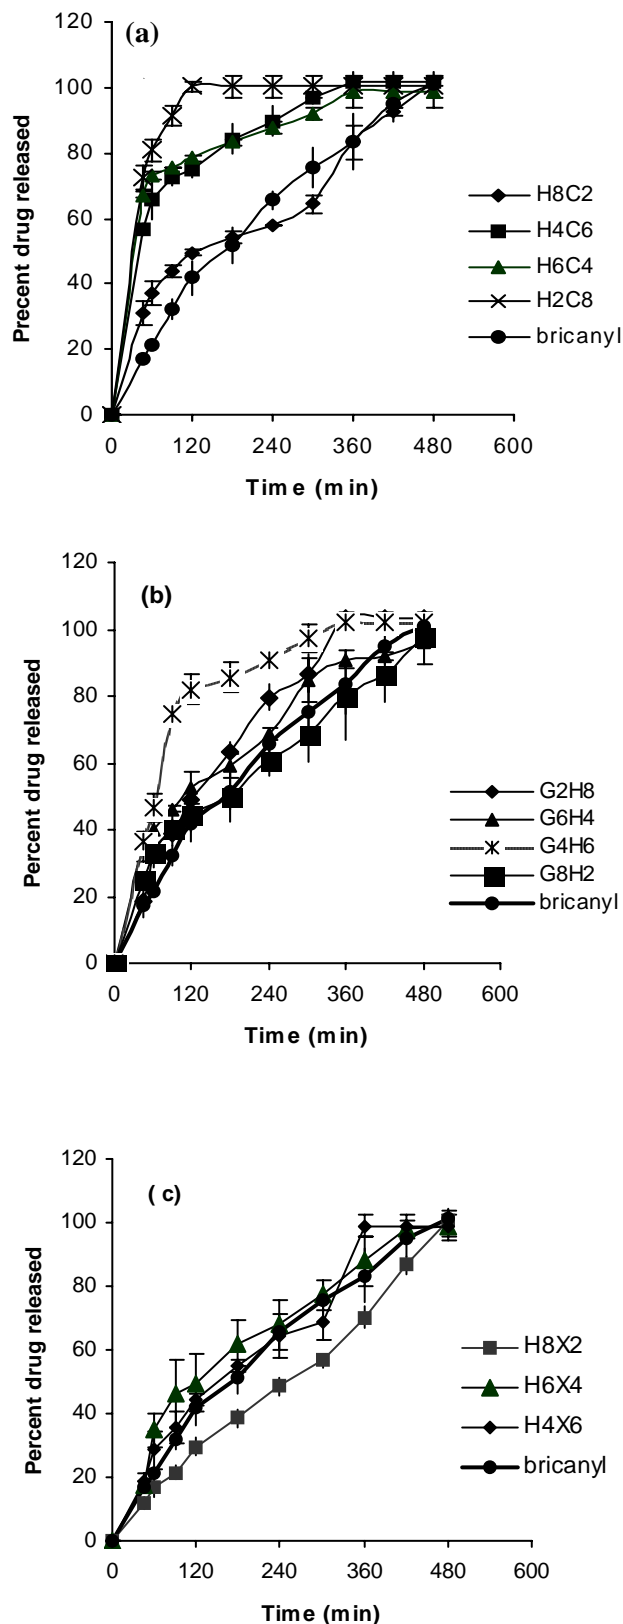 (a)
120
100
80
60
40
20
0
Precent drug released
0 120 240 360 480 600
Time (min)
H8C2
H4C6
H6C4
H2C8
bricanyl
(b)
120
100
80
60
40
20
0
Percent drug released
0 120 240 360 480 600
Time (min)
G2H8
G6H4
G4H6
G8H2
bricanyl
( c)
120
100
80
60
40
20
0
Percent drug released
0 120 240 360 480 600
Time (min)
H8X2
H6X4
H4X6
bricanyl